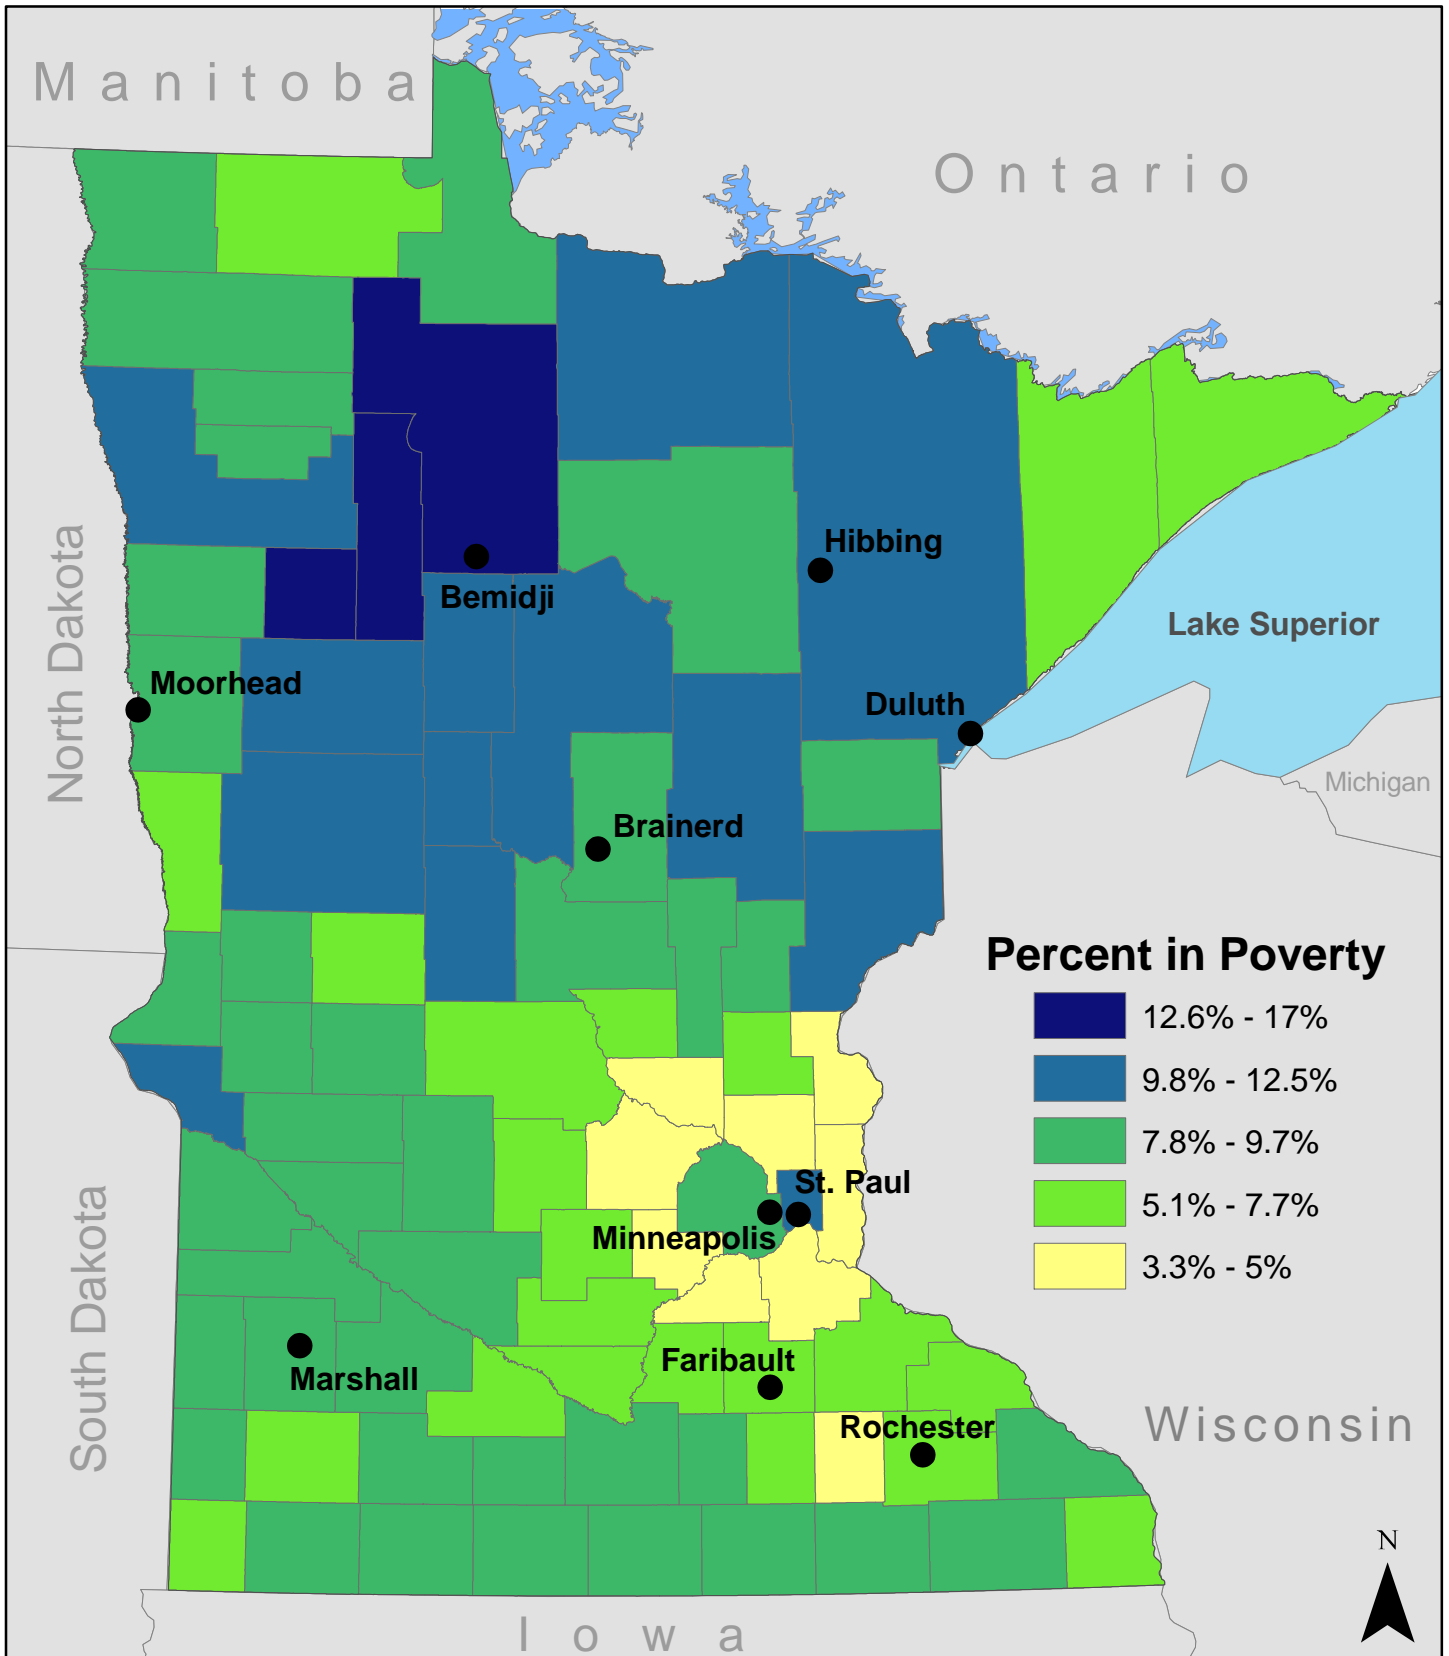 Manitoba
Ontario
North Dakota
Hibbing
Bemidji
Lake Superior
Moorhead
Duluth
Michigan
Brainerd
Percent in Poverty
12.6% - 17%
9.8% - 12.5%
7.8% - 9.7%
5.1% - 7.7%
3.3% - 5%
St. Paul
Minneapolis
South Dakota
Marshall
Faribault
Rochester
Wisconsin
N
Iowa